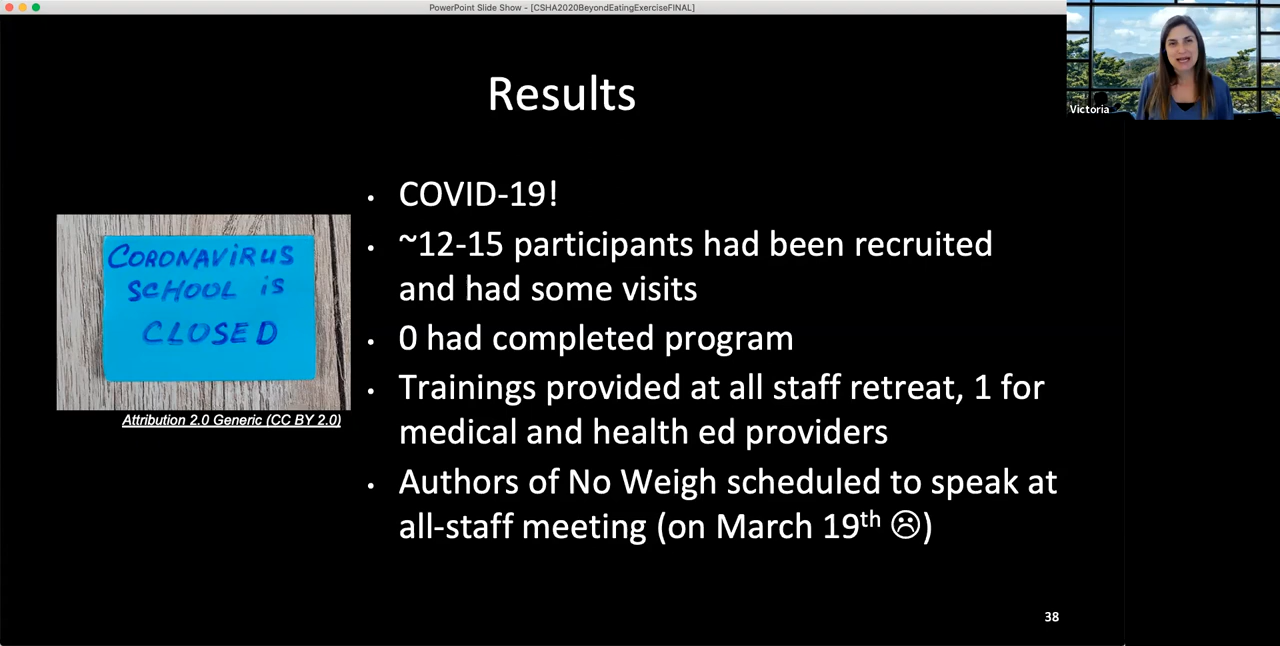 PowerPoint Slide Show - [CSHA2020BeyondEatingExerciseFINAL]
Victoria
Results
CORONAVIRUS
SCHOOL is
CLOSED
Attribution 2.0 Generic (CC BY 2.0)
• COVID-19!
• ~12-15 participants had been recruited
and had some visits
• 0 had completed program
• Trainings provided at all staff retreat, 1 for
medical and health ed providers
• Authors of No Weigh scheduled to speak at
all-staff meeting (on March 19th ☹)
38